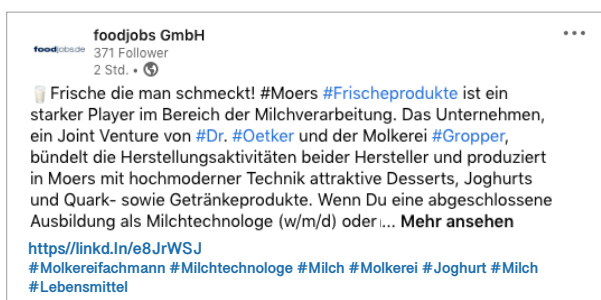 foodjobs GmbH
foodjobs.de
371 Follower
2 Std. •
Frische die man schmeckt! #Moers #Frischeprodukte ist ein
starker Player im Bereich der Milchverarbeitung. Das Unternehmen,
ein Joint Venture von #Dr. #Oetker und der Molkerei #Gropper,
bündelt die Herstellungsaktivitäten beider Hersteller und produziert
in Moers mit hochmoderner Technik attraktive Desserts, Joghurts
und Quark- sowie Getränkeprodukte. Wenn Du eine abgeschlossene
Ausbildung als Milchtechnologe (w/m/d) oder ... Mehr ansehen
https//linkd.In/e8JrWSJ
#Molkereifachmann #Milchtechnologe #Milch #Molkerei #Joghurt #Milch
#Lebensmittel